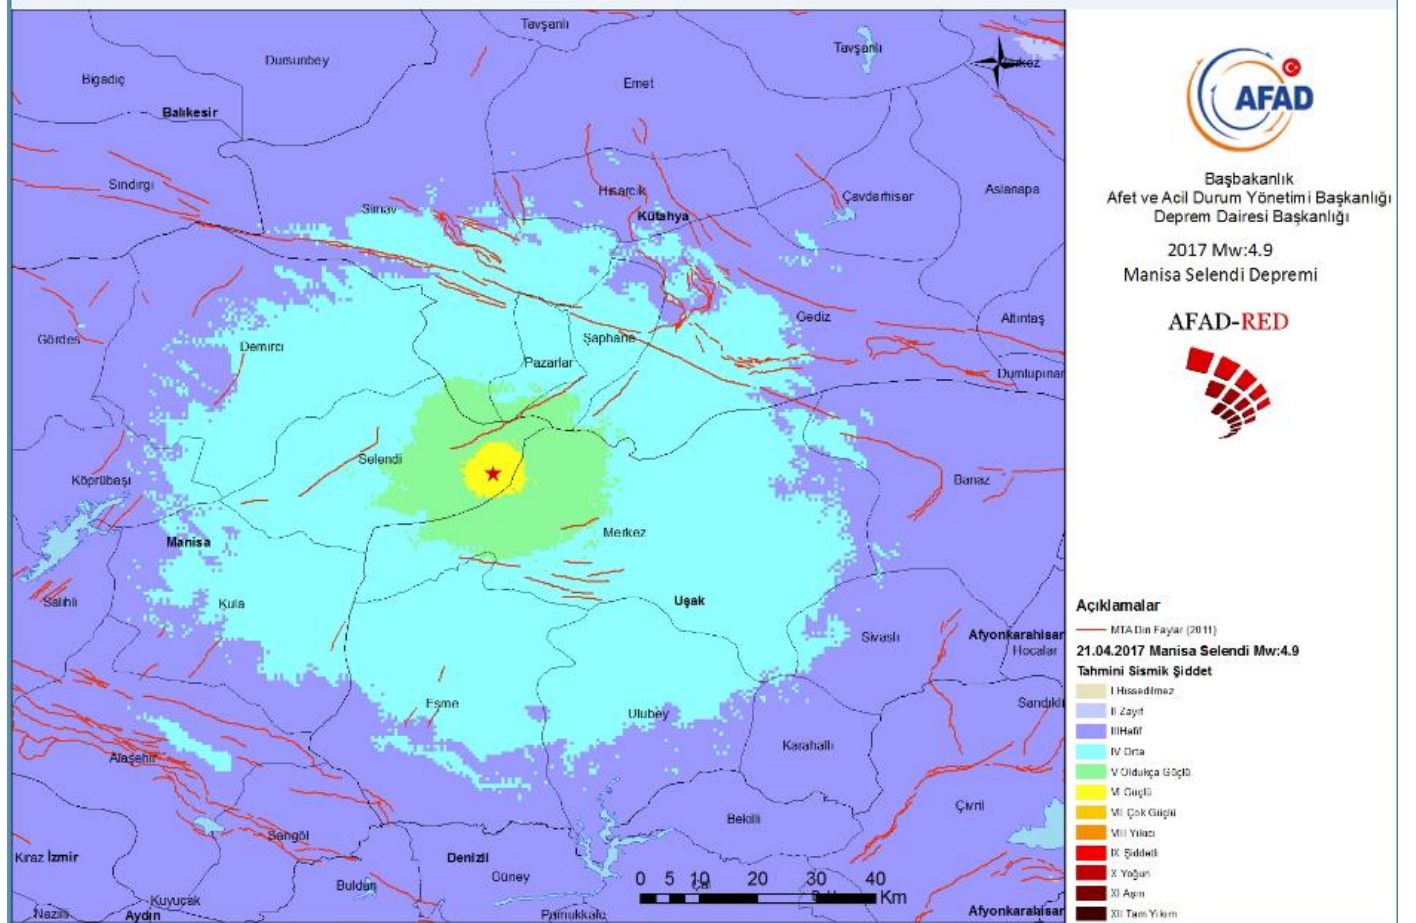 Tavşanlı
Tavşanlı
Dursunbey
Bigadiç
Emet
Balıkesir
Sındırgı
Hisarcık
Çavdarhisar
Aslanapa
Simav
Kütahya
Gediz
Altıntaş
Gördes
Demirci
Şaphane
Pazarlar
Dumlupınar
Selendi
Köprübaşı
Banaz
Manisa
Merkez
Salihli
Kula
Uşak
Sivaslı
Afyonkarahisar
Hocalar
Eşme
Ulubey
Sandıklı
Alaşehir
Karahallı
Çivril
Bekilli
Sarıgöl
Kiraz İzmir
Denizli
Güney
Buldan
Kuyucak
Nazilli
Aydın
Pamukkale
Afyonkarahisar
0 5 10 20 30 40
Km
AFAD
Başbakanlık
Afet ve Acil Durum Yönetimi Başkanlığı
Deprem Dairesi Başkanlığı
2017 Mw:4.9
Manisa Selendi Depremi
AFAD-RED
Açıklamalar
MTA Diri Faylar (2011)
21.04.2017 Manisa Selendi Mw:4.9
Tahmini Sismik Şiddet
I Hissedilmez
II Zayıf
III Hafif
IV Orta
V Oldukça Güçlü
VI Güçlü
VII Çok Güçlü
VIII Yıkıcı
IX Şiddetli
X Yoğun
XI Aşırı
XII Tam Yıkım